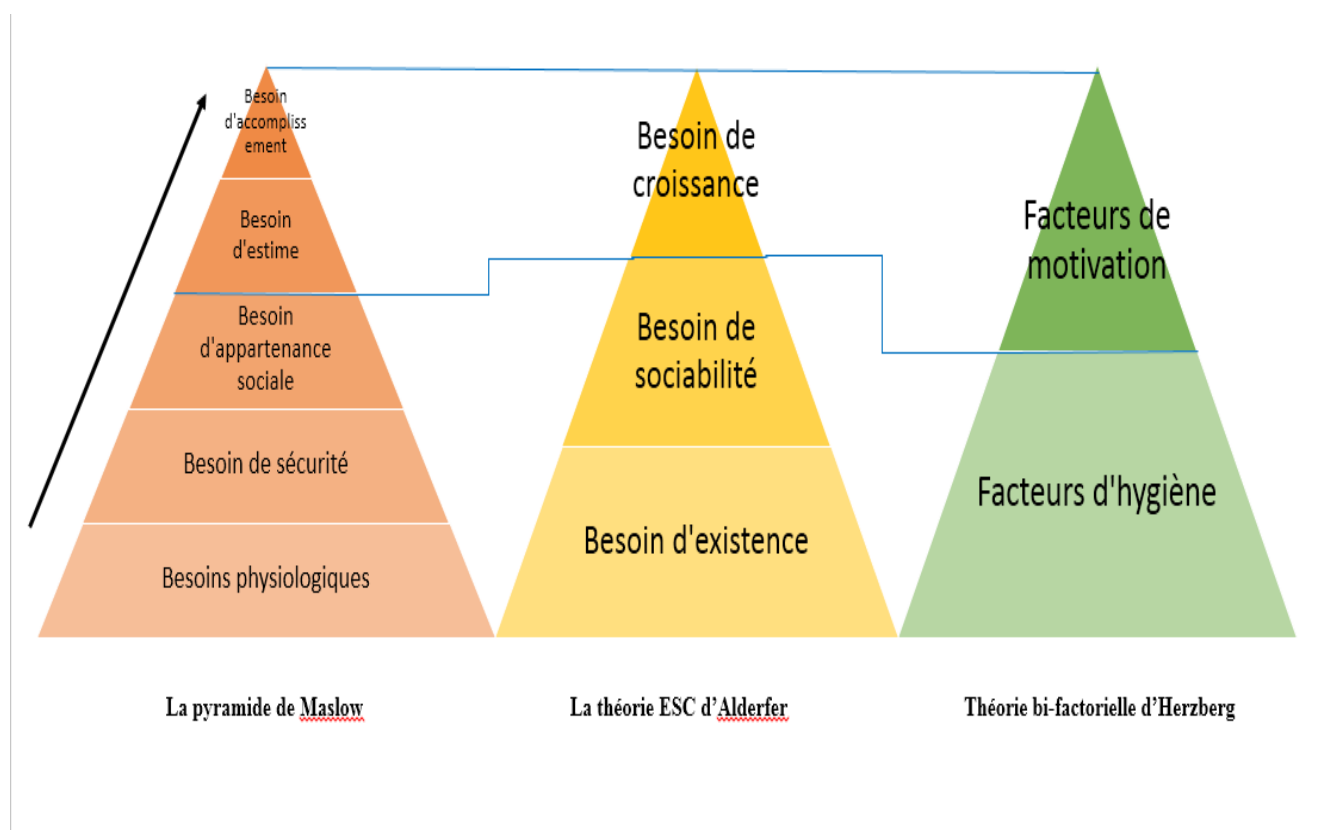 Besoin
d'accompliss
ement
Besoin
d'estime
Besoin
d'appartenance
sociale
Besoin de sécurité
Besoins physiologiques
Besoin de
croissance
Besoin de
sociabilité
Besoin d'existence
Facteurs de
motivation
Facteurs d'hygiène
La pyramide de Maslow
La théorie ESC d’Alderfer
Théorie bi-factorielle d’Herzberg